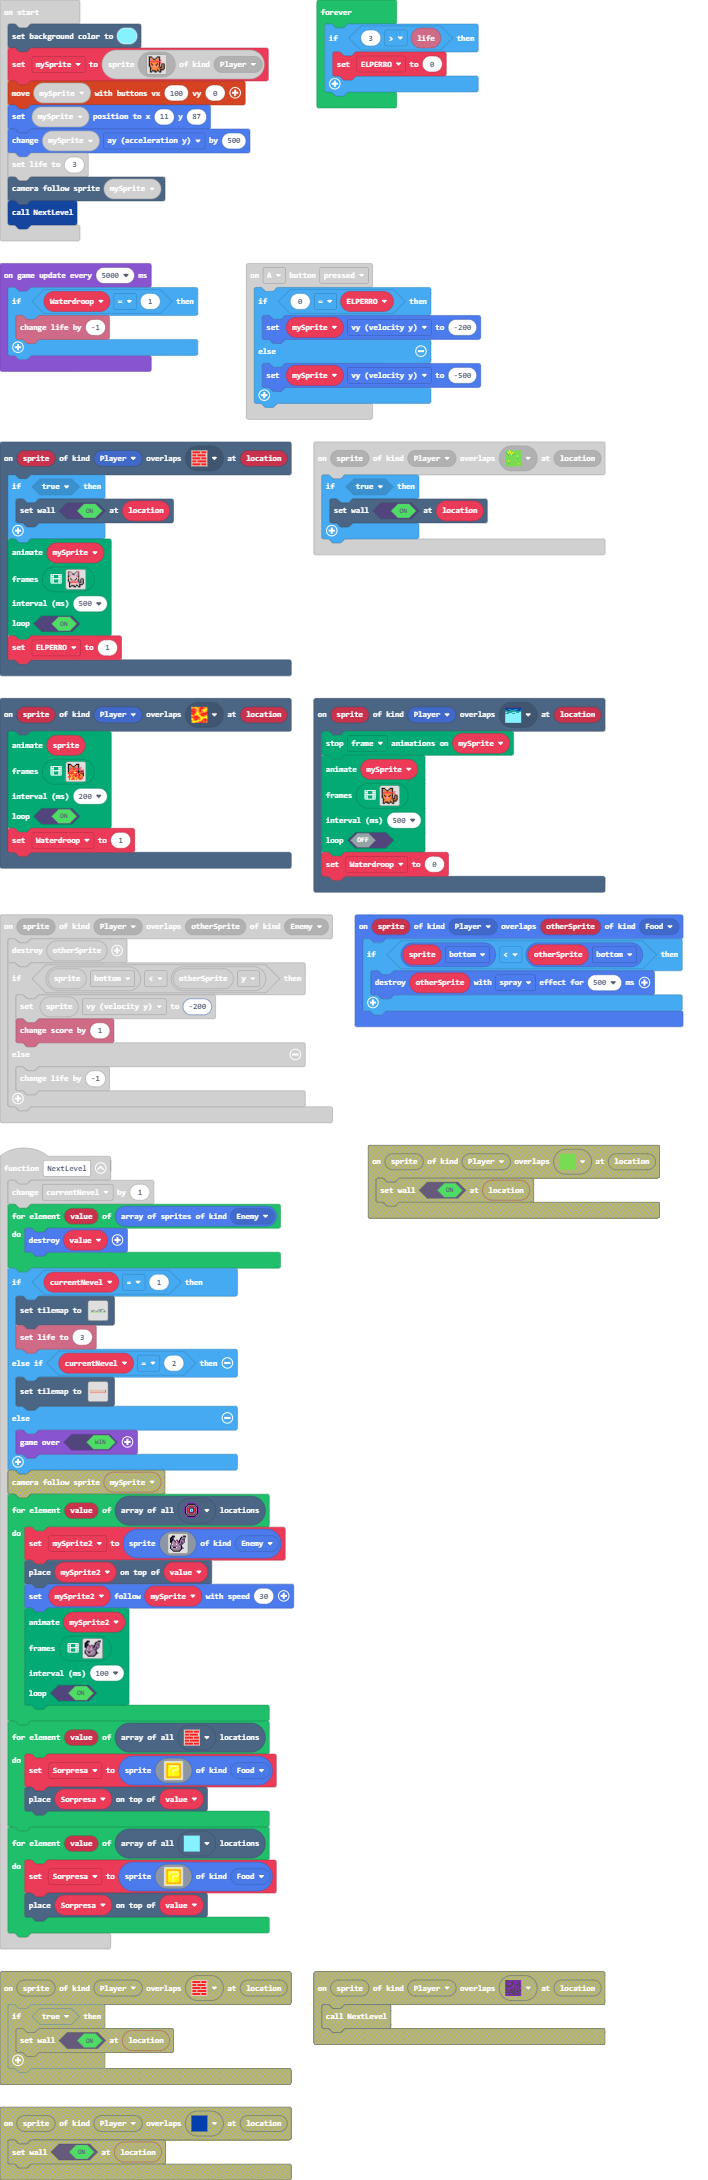 on start
set background color to
set mySprite to sprite of kind Player
move mySprite with buttons vx 100 vy 0
set mySprite position to x 11 y 87
change mySprite ay (acceleration y) by 500
set life to 3
camera follow sprite mySprite
call NextLevel
forever
if 3 > life then
set ELPERRO to 0
on game update every 5000 ms
if Waterdroop = 1 then
change life by -1
on A button pressed
if 0 = ELPERRO then
set mySprite vy (velocity y) to -200
else
set mySprite vy (velocity y) to -500
on sprite of kind Player overlaps at location
if true then
set wall ON at location
animate mySprite
frames
interval (ms) 500
loop ON
set ELPERRO to 1
on sprite of kind Player overlaps at location
if true then
set wall ON at location
on sprite of kind Player overlaps at location
animate sprite
frames
interval (ms) 200
loop ON
set Waterdroop to 1
on sprite of kind Player overlaps at location
stop frame animations on mySprite
animate mySprite
frames
interval (ms) 500
loop OFF
set Waterdroop to 0
on sprite of kind Player overlaps otherSprite of kind Enemy
destroy otherSprite
if sprite bottom < otherSprite y then
set sprite vy (velocity y) to -200
change score by 1
else
change life by -1
on sprite of kind Player overlaps otherSprite of kind Food
if sprite bottom < otherSprite bottom then
destroy otherSprite with spray effect for 500 ms
function NextLevel
change currentNevel by 1
for element value of array of sprites of kind Enemy
do destroy value
if currentNevel = 1 then
set tilemap to
set life to 3
else if currentNevel = 2 then
set tilemap to
else
game over WIN
camera follow sprite mySprite
for element value of array of all locations
do
set mySprite2 to sprite of kind Enemy
place mySprite2 on top of value
set mySprite2 follow mySprite with speed 30
animate mySprite2
frames
interval (ms) 100
loop ON
for element value of array of all locations
do
set Sorpresa to sprite of kind Food
place Sorpresa on top of value
for element value of array of all locations
do
set Sorpresa to sprite of kind Food
place Sorpresa on top of value
on sprite of kind Player overlaps at location
set wall ON at location
on sprite of kind Player overlaps at location
if true then
set wall ON at location
on sprite of kind Player overlaps at location
call NextLevel
on sprite of kind Player overlaps at location
set wall ON at location